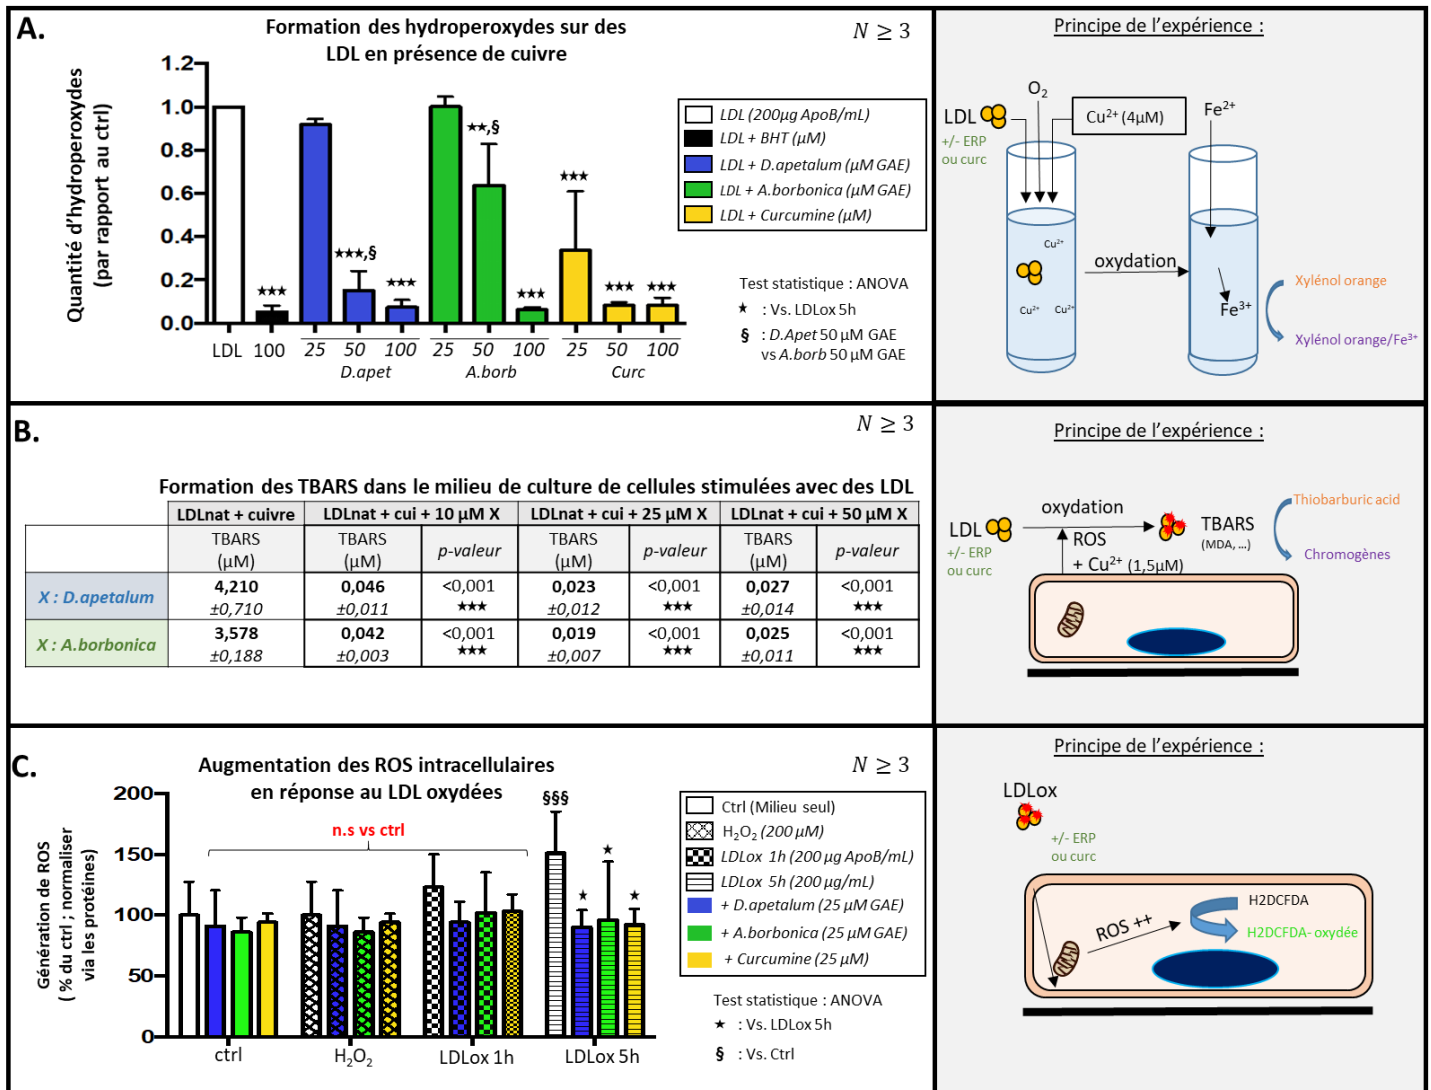 A.
Formation des hydroperoxydes sur des
LDL en présence de cuivre
N ≥ 3
Quantité d'hydroperoxydes
(par rapport au ctrl)
1.2
1.0
0.8
0.6
0.4
0.2
0.0
★★★
★★★,§
★★★
★★,§
★★★
★★★
★★★
★★★
LDL 100 25 50 100 25 50 100 25 50 100
D.apet A.borb Curc
LDL (200µg ApoB/mL)
LDL + BHT (µM)
LDL + D.apetalum (µM GAE)
LDL + A.borbonica (µM GAE)
LDL + Curcumine (µM)
Test statistique : ANOVA
★ : Vs. LDLox 5h
§ : D.Apet 50 µM GAE
vs A.borb 50 µM GAE
Principe de l'expérience :
O2
LDL
+/- ERP
ou curc
Cu2+ (4µM)
Fe2+
Cu2+
Cu2+
Cu2+
oxydation
Fe3+
Xylénol orange
Xylénol orange/Fe3+
B.
N ≥ 3
Formation des TBARS dans le milieu de culture de cellules stimulées avec des LDL
LDLnat + cuivre LDLnat + cui + 10 µM X LDLnat + cui + 25 µM X LDLnat + cui + 50 µM X
TBARS TBARS p-valeur TBARS p-valeur TBARS p-valeur
(µM) (µM) (µM) (µM)
X : D.apetalum 4,210 0,046 <0,001 0,023 <0,001 0,027 <0,001
±0,710 ±0,011 ★★★ ±0,012 ★★★ ±0,014 ★★★
X : A.borbonica 3,578 0,042 <0,001 0,019 <0,001 0,025 <0,001
±0,188 ±0,003 ★★★ ±0,007 ★★★ ±0,011 ★★★
Principe de l'expérience :
LDL
+/- ERP
ou curc
oxydation
ROS
+ Cu2+ (1,5µM)
TBARS
(MDA, ...)
Thiobarburic acid
Chromogènes
C.
Augmentation des ROS intracellulaires
en réponse au LDL oxydées
N ≥ 3
Génération de ROS
( % du ctrl ; normaliser
via les protéines)
200
150
100
50
0
n.s vs ctrl
§§§
★
★
★
ctrl H2O2 LDLox 1h LDLox 5h
Ctrl (Milieu seul)
H2O2 (200 µM)
LDLox 1h (200 µg ApoB/mL)
LDLox 5h (200 µg/mL)
+ D.apetalum (25 µM GAE)
+ A.borbonica (25 µM GAE)
+ Curcumine (25 µM)
Test statistique : ANOVA
★ : Vs. LDLox 5h
§ : Vs. Ctrl
Principe de l'expérience :
LDLox
+/- ERP
ou curc
ROS ++
H2DCFDA
H2DCFDA- oxydée